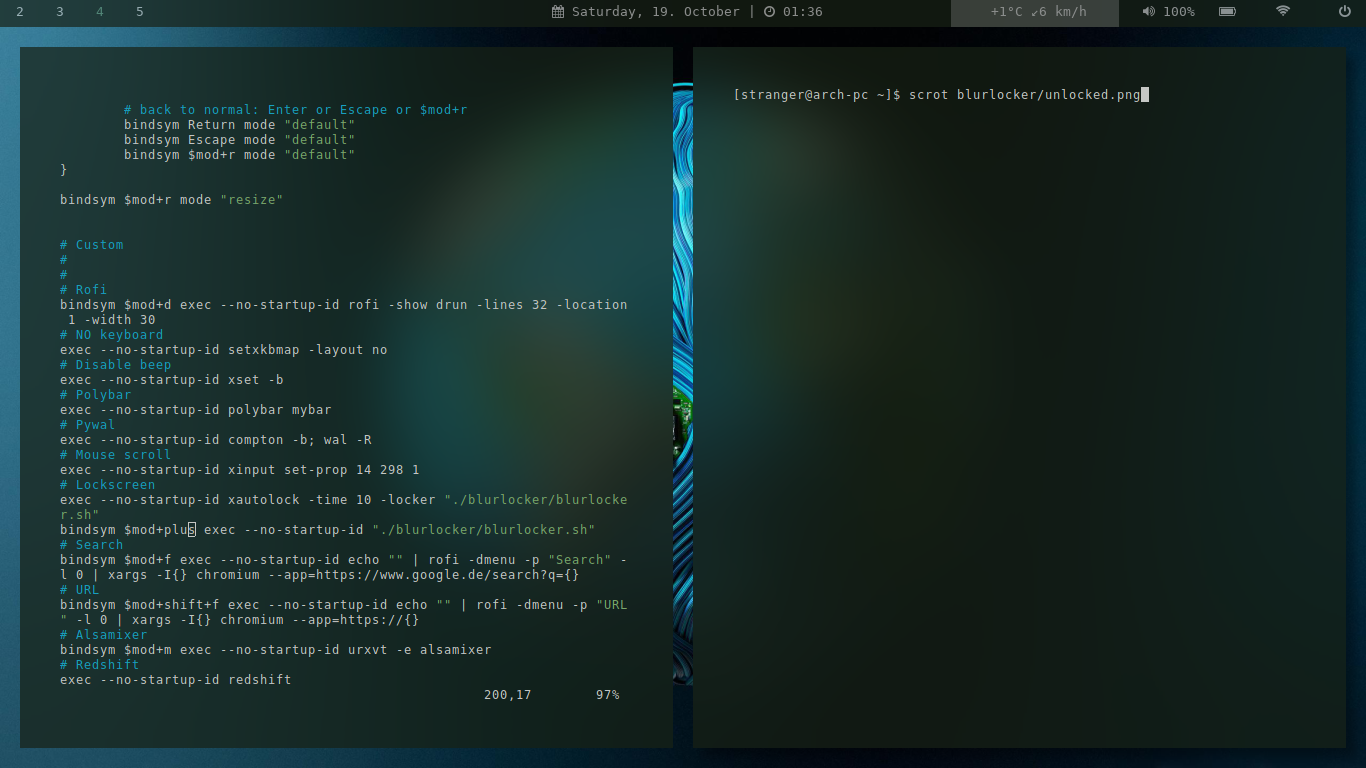 2 3 4 5 Saturday, 19. October | 01:36 +1°C ↙6 km/h 100%
# back to normal: Enter or Escape or $mod+r
bindsym Return mode "default"
bindsym Escape mode "default"
bindsym $mod+r mode "default"
}
bindsym $mod+r mode "resize"
# Custom
#
#
# Rofi
bindsym $mod+d exec --no-startup-id rofi -show drun -lines 32 -location
1 -width 30
# NO keyboard
exec --no-startup-id setxkbmap -layout no
# Disable beep
exec --no-startup-id xset -b
# Polybar
exec --no-startup-id polybar mybar
# Pywal
exec --no-startup-id compton -b; wal -R
# Mouse scroll
exec --no-startup-id xinput set-prop 14 298 1
# Lockscreen
exec --no-startup-id xautolock -time 10 -locker "./blurlocker/blurlocke
r.sh"
bindsym $mod+plus exec --no-startup-id "./blurlocker/blurlocker.sh"
# Search
bindsym $mod+f exec --no-startup-id echo "" | rofi -dmenu -p "Search" -
l 0 | xargs -I{} chromium --app=https://www.google.de/search?q={}
# URL
bindsym $mod+shift+f exec --no-startup-id echo "" | rofi -dmenu -p "URL
" -l 0 | xargs -I{} chromium --app=https://{}
# Alsamixer
bindsym $mod+m exec --no-startup-id urxvt -e alsamixer
# Redshift
exec --no-startup-id redshift
200,17 97%
[stranger@arch-pc ~]$ scrot blurlocker/unlocked.png